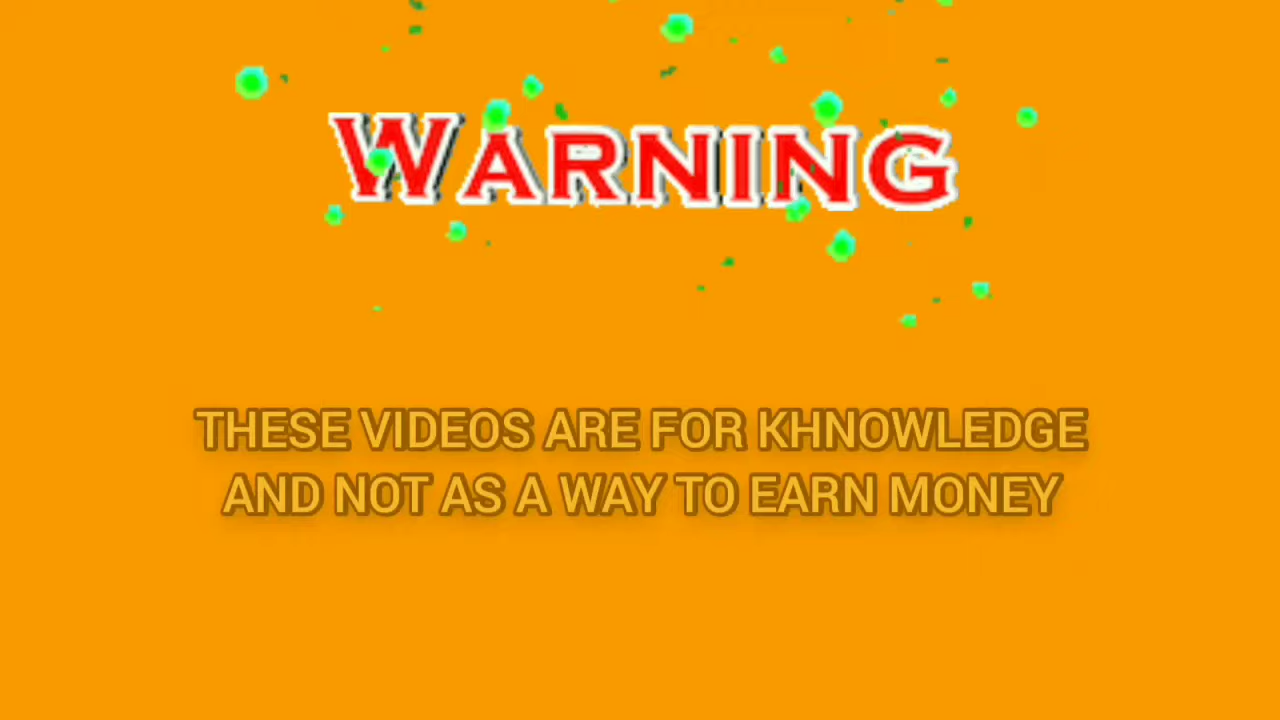 WARNING
THESE VIDEOS ARE FOR KHNOWLEDGE
AND NOT AS A WAY TO EARN MONEY